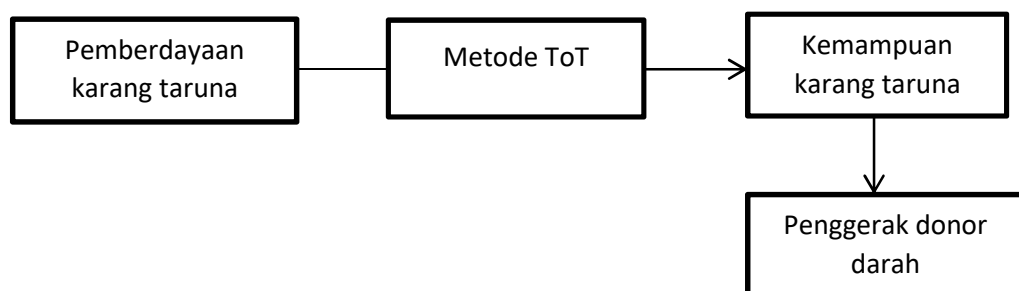 Pemberdayaan
karang taruna
Metode ToT
Kemampuan
karang taruna
Penggerak donor
darah